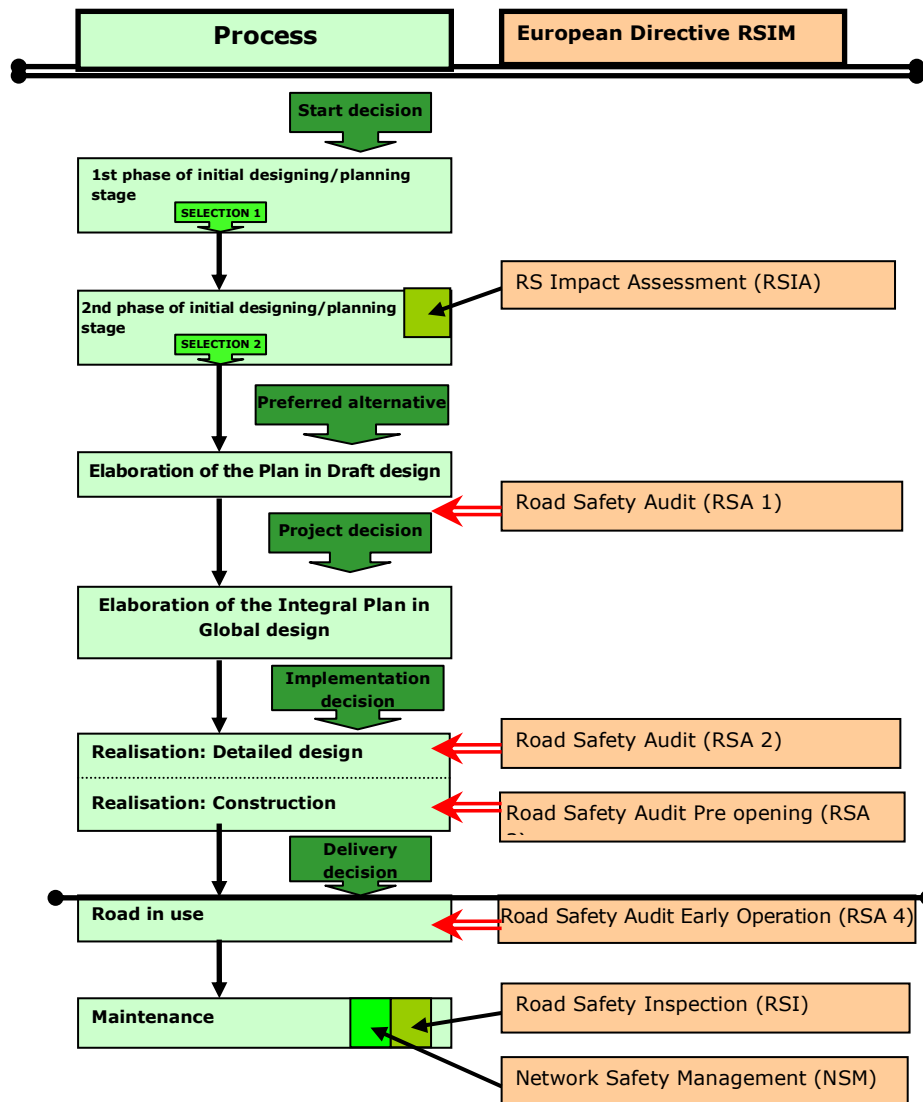 Process
European Directive RSIM
Start decision
1st phase of initial designing/planning
stage
SELECTION 1
RS Impact Assessment (RSIA)
2nd phase of initial designing/planning
stage
SELECTION 2
Preferred alternative
Elaboration of the Plan in Draft design
Road Safety Audit (RSA 1)
Project decision
Elaboration of the Integral Plan in
Global design
Implementation
decision
Realisation: Detailed design
Road Safety Audit (RSA 2)
Realisation: Construction
Road Safety Audit Pre opening (RSA
Delivery
decision
Road in use
Road Safety Audit Early Operation (RSA 4)
Maintenance
Road Safety Inspection (RSI)
Network Safety Management (NSM)